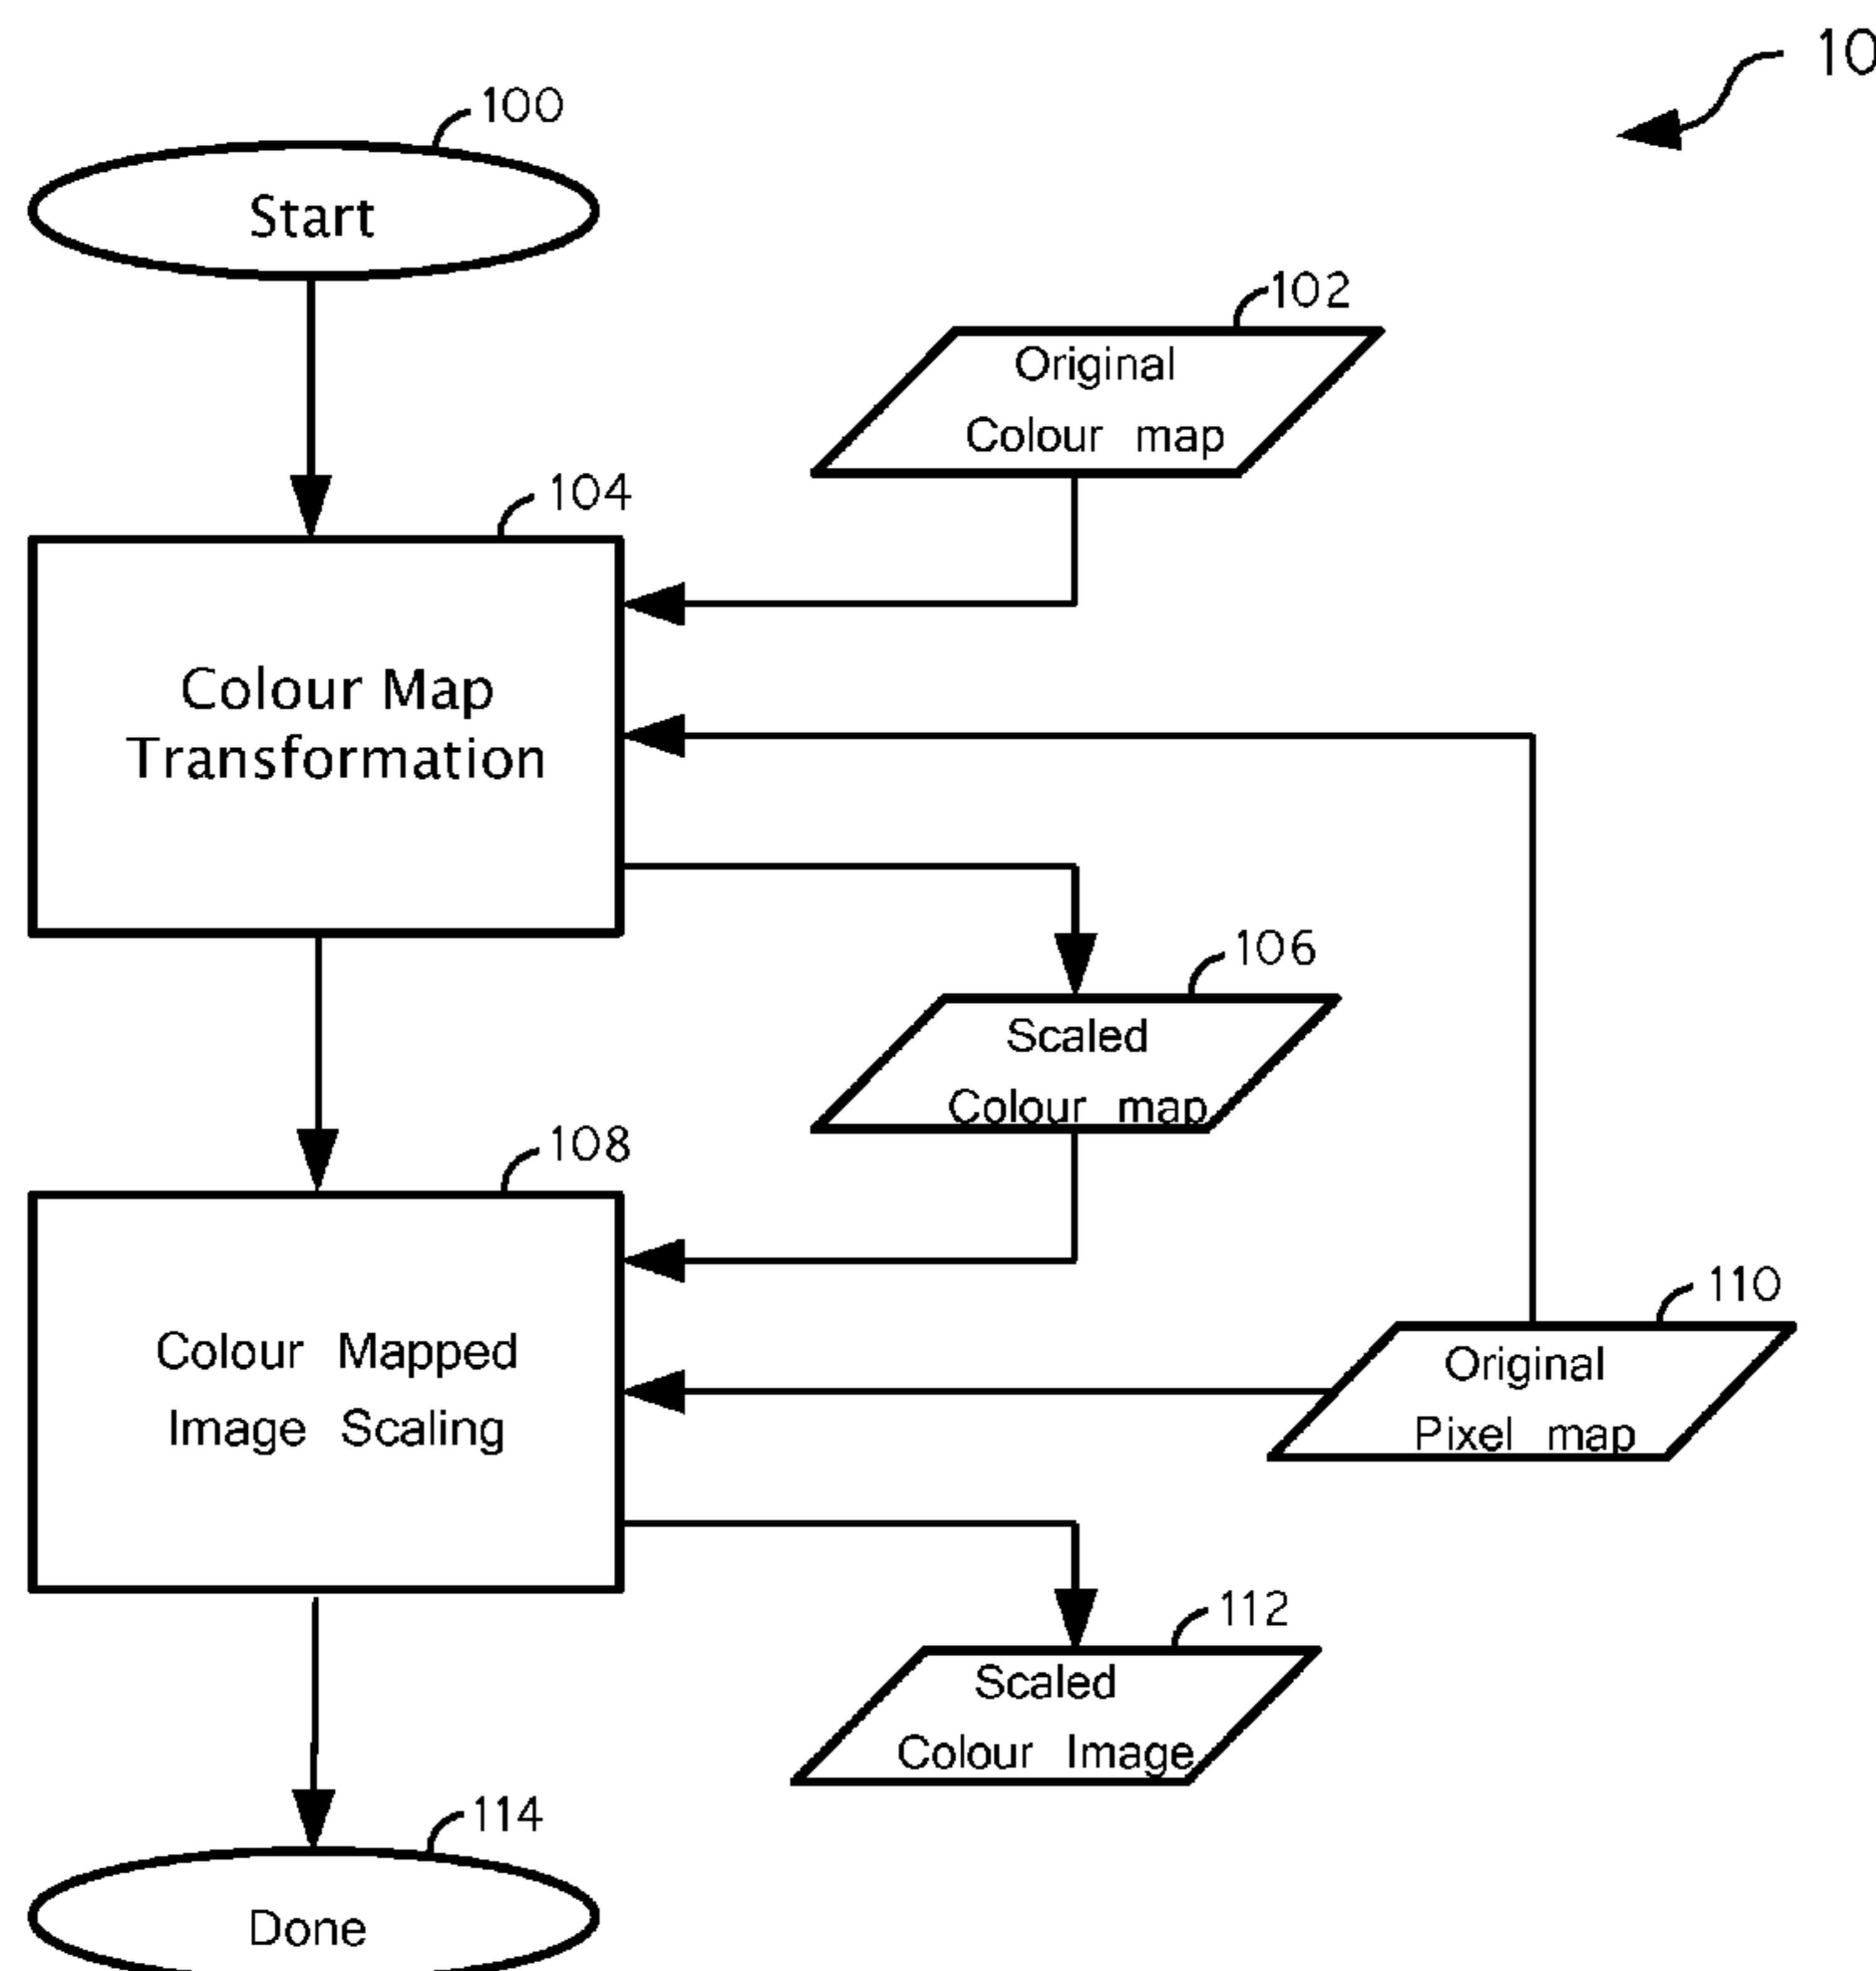 10
100
Start
102
Original
Colour map
104
Colour Map
Transformation
106
Scaled
Colour map
108
Colour Mapped
Image Scaling
110
Original
Pixel map
112
Scaled
Colour Image
114
Done